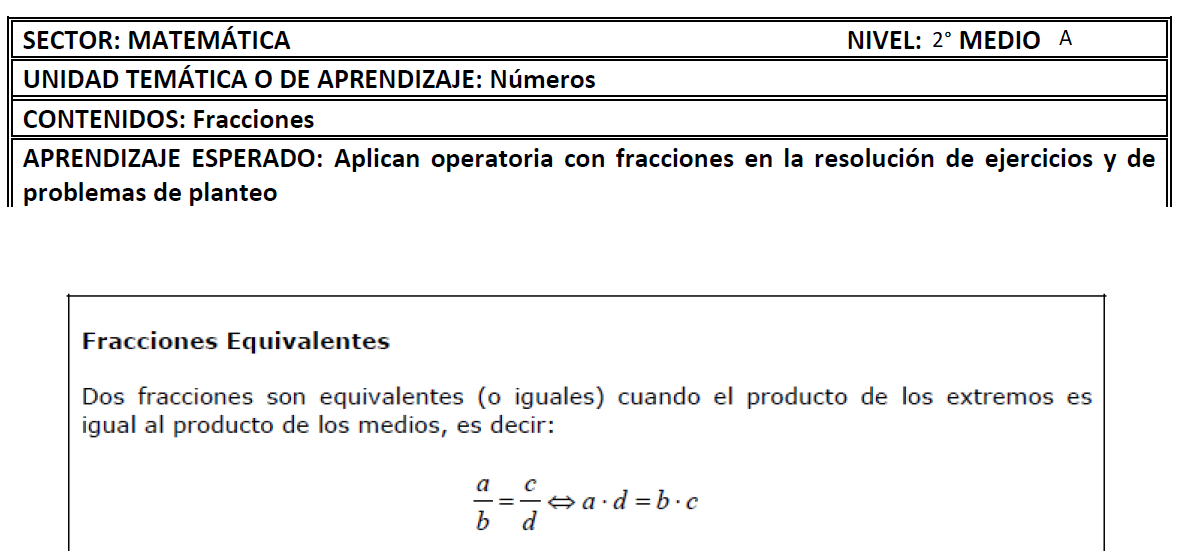 SECTOR: MATEMÁTICA NIVEL: 2° MEDIO A
UNIDAD TEMÁTICA O DE APRENDIZAJE: Números
CONTENIDOS: Fracciones
APRENDIZAJE ESPERADO: Aplican operatoria con fracciones en la resolución de ejercicios y de
problemas de planteo
Fracciones Equivalentes
Dos fracciones son equivalentes (o iguales) cuando el producto de los extremos es
igual al producto de los medios, es decir:
a/b = c/d ⇔ a · d = b · c